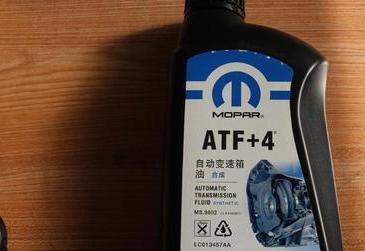 MOPAR
ATF+4
自动变速箱
油 合成
AUTOMATIC
TRANSMISSION
FLUID SYNTHETIC
MS.9602
LC013457AA